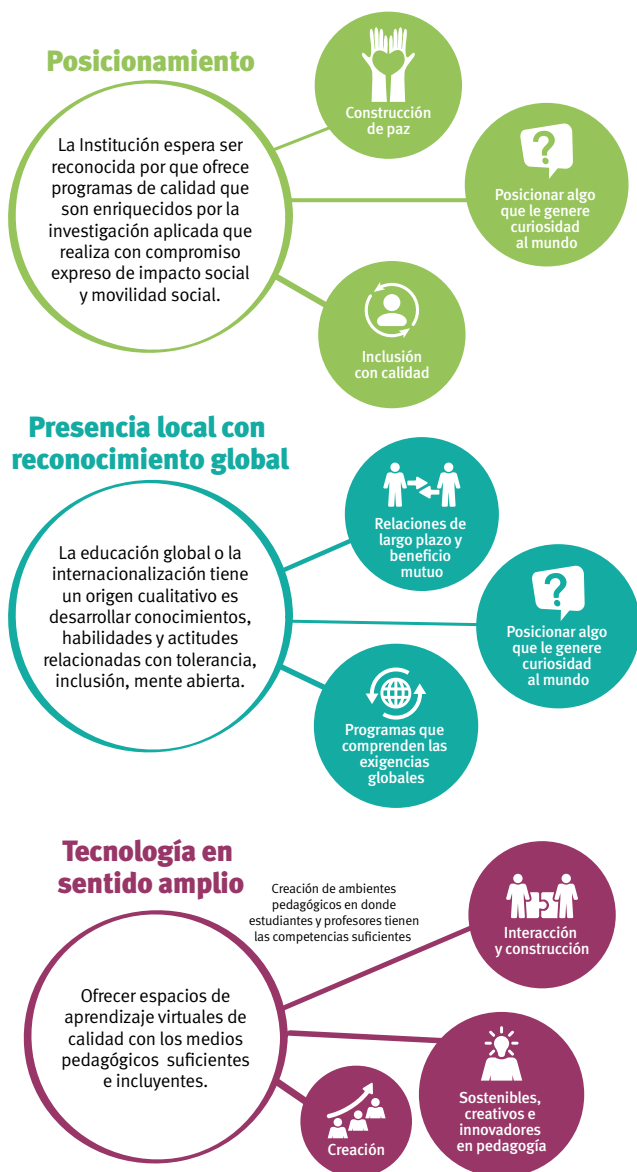 Posicionamiento
La Institución espera ser
reconocida por que ofrece
programas de calidad que
son enriquecidos por la
investigación aplicada que
realiza con compromiso
expreso de impacto social
y movilidad social.
Construcción
de paz
?
Posicionar algo
que le genere
curiosidad
al mundo
Inclusión
con calidad
Presencia local con
reconocimiento global
La educación global o la
internacionalización tiene
un origen cualitativo es
desarrollar conocimientos,
habilidades y actitudes
relacionadas con tolerancia,
inclusión, mente abierta.
Relaciones de
largo plazo y
beneficio
mutuo
?
Posicionar algo
que le genere
curiosidad
al mundo
Programas que
comprenden las
exigencias
globales
Tecnología en
sentido amplio
Creación de ambientes
pedagógicos en donde
estudiantes y profesores tienen
las competencias suficientes
Ofrecer espacios de
aprendizaje virtuales de
calidad con los medios
pedagógicos suficientes
e incluyentes.
Interacción
y construcción
Sostenibles,
creativos e
innovadores
en pedagogía
Creación